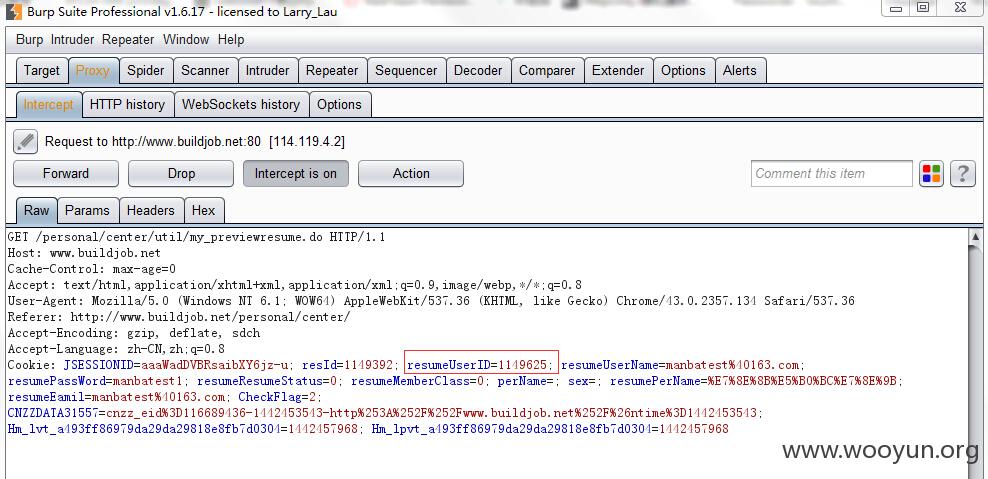 Burp Suite Professional v1.6.17 - licensed to Larry_Lau
Burp Intruder Repeater Window Help
Target Proxy Spider Scanner Intruder Repeater Sequencer Decoder Comparer Extender Options Alerts
Intercept HTTP history WebSockets history Options
Request to http://www.buildjob.net:80 [114.119.4.2]
Forward Drop Intercept is on Action Comment this item ?
Raw Params Headers Hex
GET /personal/center/util/my_previewresume.do HTTP/1.1
Host: www.buildjob.net
Cache-Control: max-age=0
Accept: text/html,application/xhtml+xml,application/xml;q=0.9,image/webp,*/*;q=0.8
User-Agent: Mozilla/5.0 (Windows NT 6.1; WOW64) AppleWebKit/537.36 (KHTML, like Gecko) Chrome/43.0.2357.134 Safari/537.36
Referer: http://www.buildjob.net/personal/center/
Accept-Encoding: gzip, deflate, sdch
Accept-Language: zh-CN,zh;q=0.8
Cookie: JSESSIONID=aaaWadDVBRsaibXY6jz-u; resId=1149392; resumeUserID=1149625; resumeUserName=manbatest%40163.com;
resumePassWord=manbatest1; resumeResumeStatus=0; resumeMemberClass=0; perName=; sex=; resumePerName=%E7%8E%8B%E5%B0%BC%E7%8E%9B;
resumeEamil=manbatest%40163.com; CheckFlag=2;
CNZZDATA31557=cnzz_eid%3D116689436-1442453543-http%253A%252F%252Fwww.buildjob.net%252F%26ntime%3D1442453543;
Hm_lvt_a493ff86979da29da29818e8fb7d0304=1442457968; Hm_lpvt_a493ff86979da29da29818e8fb7d0304=1442457968
www.wooyun.org